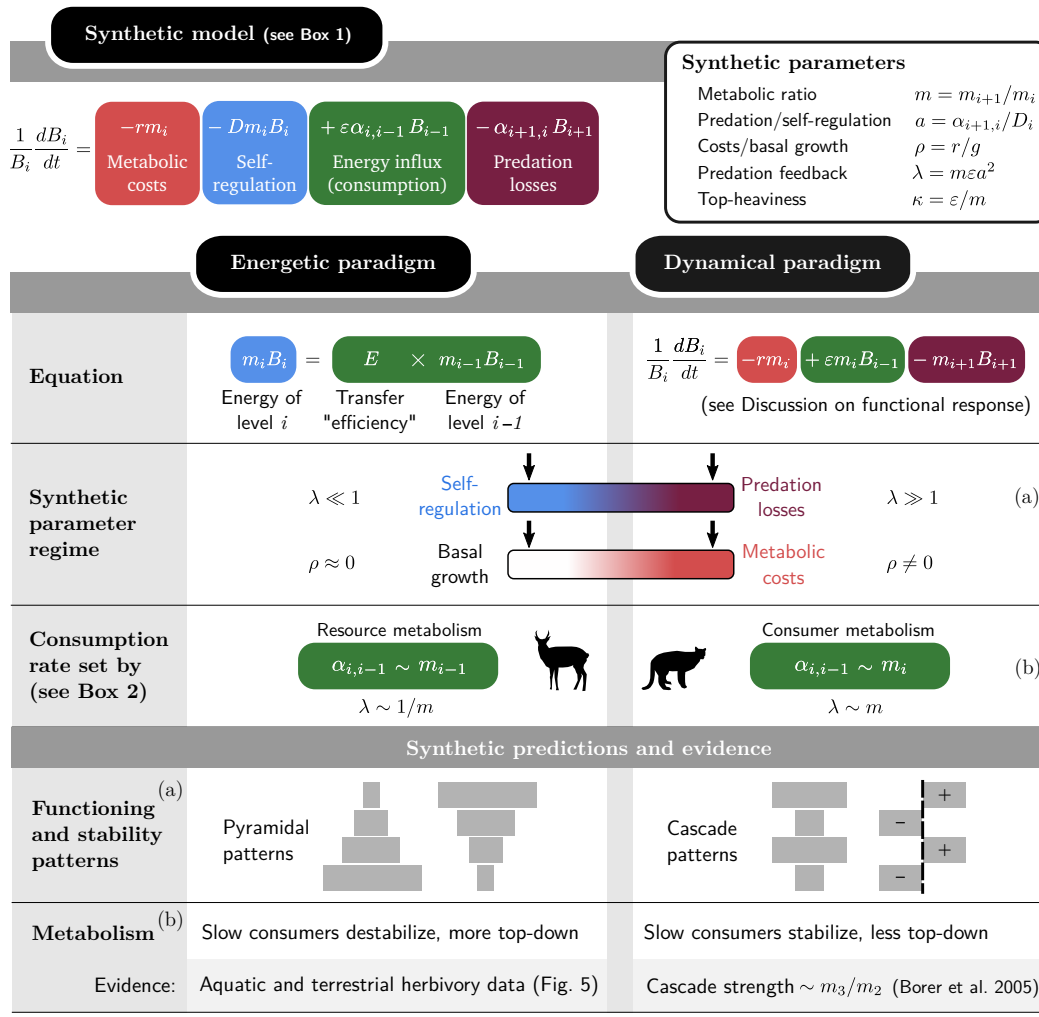 Synthetic model (see Box 1)
1/B_i dB_i/dt = −rm_i − Dm_iB_i + εα_{i,i−1} B_{i−1} − α_{i+1,i} B_{i+1}
Metabolic costs
Self-regulation
Energy influx (consumption)
Predation losses
Synthetic parameters
Metabolic ratio m = m_{i+1}/m_i
Predation/self-regulation a = α_{i+1,i}/D_i
Costs/basal growth ρ = r/g
Predation feedback λ = mεa²
Top-heaviness κ = ε/m
Energetic paradigm
Dynamical paradigm
Equation
m_iB_i = E × m_{i−1}B_{i−1}
Energy of level i
Transfer "efficiency"
Energy of level i−1
1/B_i dB_i/dt = −rm_i + εm_iB_{i−1} − m_{i+1}B_{i+1}
(see Discussion on functional response)
Synthetic
parameter
regime
λ ≪ 1
Self-
regulation
Predation
losses
λ ≫ 1
(a)
ρ ≈ 0
Basal
growth
Metabolic
costs
ρ ≠ 0
Consumption
rate set by
(see Box 2)
Resource metabolism
α_{i,i−1} ∼ m_{i−1}
λ ∼ 1/m
Consumer metabolism
α_{i,i−1} ∼ m_i
λ ∼ m
(b)
Synthetic predictions and evidence
(a)
Functioning
and stability
patterns
Pyramidal
patterns
Cascade
patterns
+
−
+
−
(b)
Metabolism
Slow consumers destabilize, more top-down
Slow consumers stabilize, less top-down
Evidence:
Aquatic and terrestrial herbivory data (Fig. 5)
Cascade strength ∼ m_3/m_2 (Borer et al. 2005)